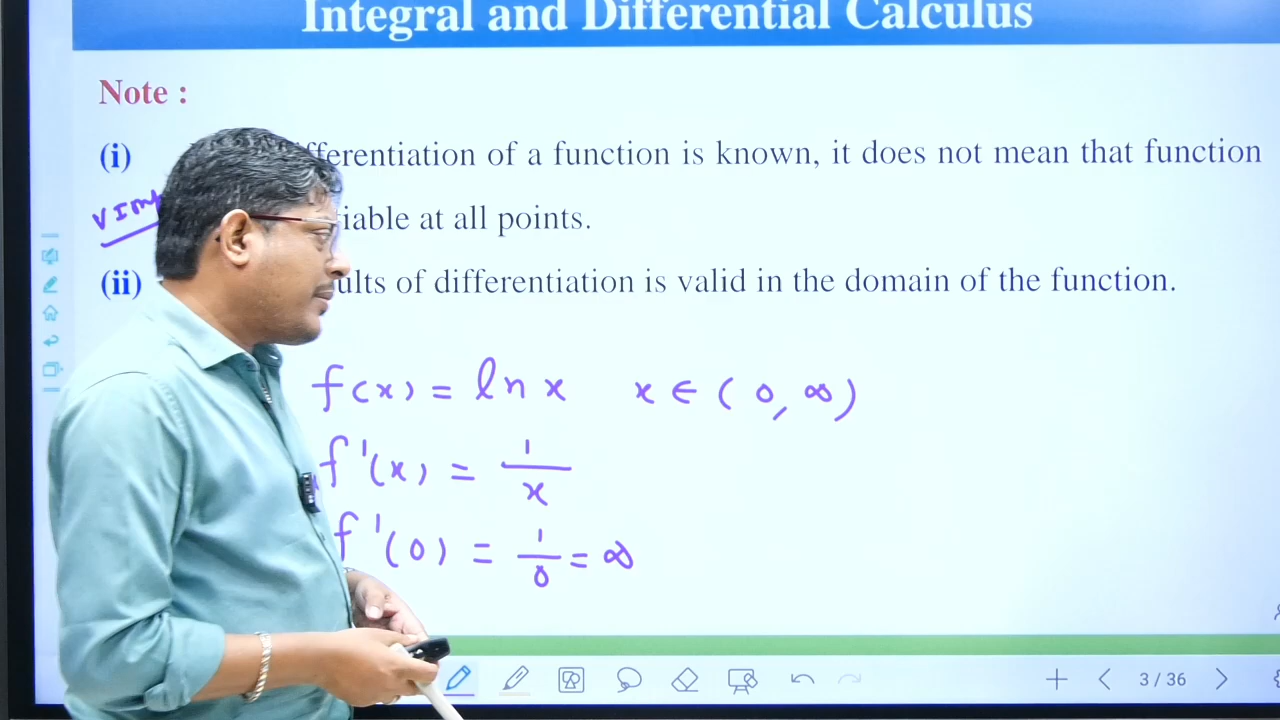 Integral and Differential Calculus
Note :
(i) ifferentiation of a function is known, it does not mean that function
V Imp
iable at all points.
(ii) ults of differentiation is valid in the domain of the function.
f(x) = ln x x ∈ (0, ∞)
f'(x) = 1/x
f'(0) = 1/0 = ∞
3 / 36